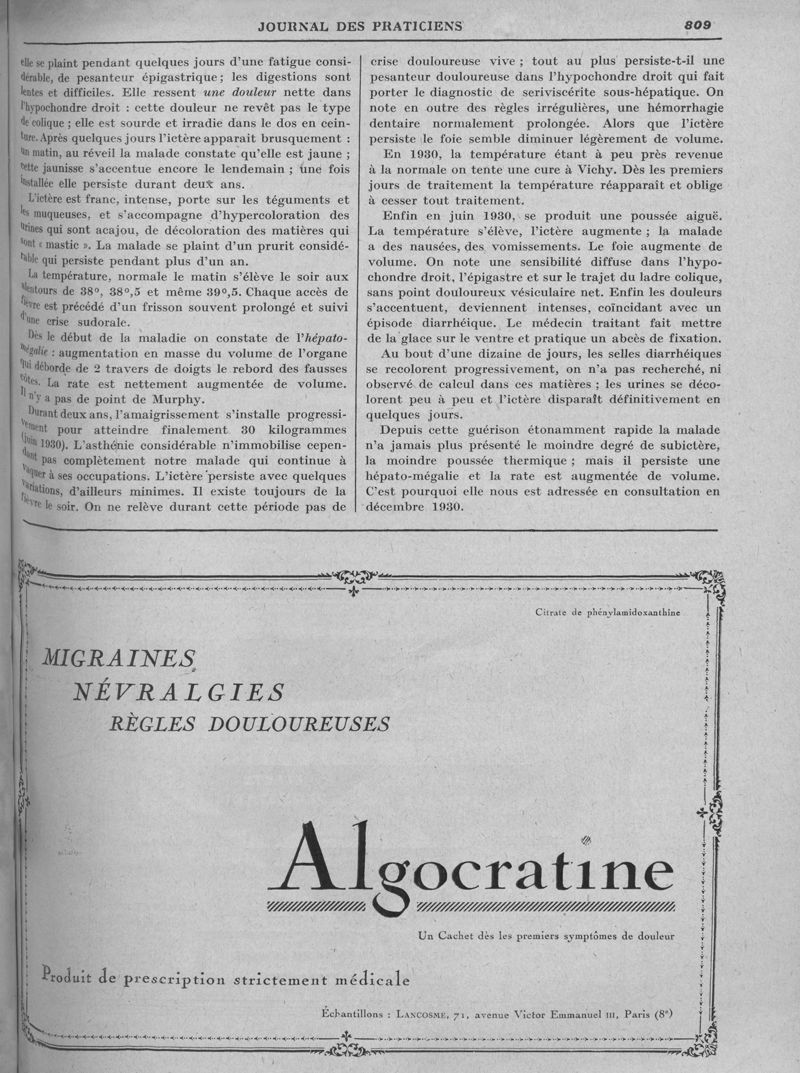 JOURNAL DES PRATICIENS
809
elle se plaint pendant quelques jours d'une fatigue consi-
dérable, de pesanteur épigastrique ; les digestions sont
lentes et difficiles. Elle ressent une douleur nette dans
l'hypochondre droit : cette douleur ne revêt pas le type
de colique ; elle est sourde et irradie dans le dos en cein-
ture. Après quelques jours l'ictère apparait brusquement :
un matin, au réveil la malade constate qu'elle est jaune ;
cette jaunisse s'accentue encore le lendemain ; une fois
installée elle persiste durant deux ans.
L'ictère est franc, intense, porte sur les téguments et
les muqueuses, et s'accompagne d'hypercoloration des
urines qui sont acajou, de décoloration des matières qui
sont « mastic ». La malade se plaint d'un prurit considé-
rable qui persiste pendant plus d'un an.
La température, normale le matin s'élève le soir aux
alentours de 38°, 38°,5 et même 39°,5. Chaque accès de
fièvre est précédé d'un frisson souvent prolongé et suivi
d'une crise sudorale.
Dès le début de la maladie on constate de l'hépato-
mégalie : augmentation en masse du volume de l'organe
qui déborde de 2 travers de doigts le rebord des fausses
côtes. La rate est nettement augmentée de volume.
Il n'y a pas de point de Murphy.
Durant deux ans, l'amaigrissement s'installe progressi-
vement pour atteindre finalement 30 kilogrammes
(juin 1930). L'asthénie considérable n'immobilise cepen-
dant pas complètement notre malade qui continue à
vaquer à ses occupations. L'ictère persiste avec quelques
variations, d'ailleurs minimes. Il existe toujours de la
fièvre le soir. On ne relève durant cette période pas de
crise douloureuse vive ; tout au plus persiste-t-il une
pesanteur douloureuse dans l'hypochondre droit qui fait
porter le diagnostic de seriviscérite sous-hépatique. On
note en outre des règles irrégulières, une hémorrhagie
dentaire normalement prolongée. Alors que l'ictère
persiste le foie semble diminuer légèrement de volume.
En 1930, la température étant à peu près revenue
à la normale on tente une cure à Vichy. Dès les premiers
jours de traitement la température réapparaît et oblige
à cesser tout traitement.
Enfin en juin 1930, se produit une poussée aiguë.
La température s'élève, l'ictère augmente ; la malade
a des nausées, des vomissements. Le foie augmente de
volume. On note une sensibilité diffuse dans l'hypo-
chondre droit, l'épigastre et sur le trajet du ladre colique,
sans point douloureux vésiculaire net. Enfin les douleurs
s'accentuent, deviennent intenses, coïncidant avec un
épisode diarrhéique. Le médecin traitant fait mettre
de la glace sur le ventre et pratique un abcès de fixation.
Au bout d'une dizaine de jours, les selles diarrhéiques
se recolorent progressivement, on n'a pas recherché, ni
observé de calcul dans ces matières ; les urines se déco-
lorent peu à peu et l'ictère disparaît définitivement en
quelques jours.
Depuis cette guérison étonamment rapide la malade
n'a jamais plus présenté le moindre degré de subictère,
la moindre poussée thermique ; mais il persiste une
hépato-mégalie et la rate est augmentée de volume.
C'est pourquoi elle nous est adressée en consultation en
décembre 1930.
Citrate de phénylamidoxanthine
MIGRAINES
NÉVRALGIES
RÈGLES DOULOUREUSES
Algocratine
Un Cachet dès les premiers symptômes de douleur
Produit de prescription strictement médicale
Échantillons : LANCOSME, 71, avenue Victor Emmanuel III, Paris (8e)